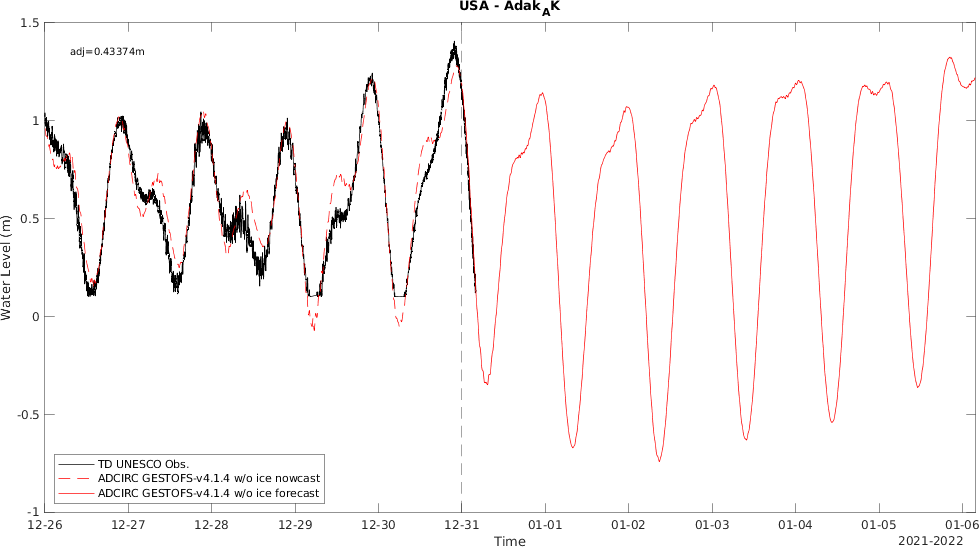 USA - Adak_AK
1.5
adj=0.43374m
1
0.5
0
-0.5
-1
Water Level (m)
TD UNESCO Obs.
ADCIRC GESTOFS-v4.1.4 w/o ice nowcast
ADCIRC GESTOFS-v4.1.4 w/o ice forecast
12-26 12-27 12-28 12-29 12-30 12-31 01-01 01-02 01-03 01-04 01-05 01-06
Time
2021-2022